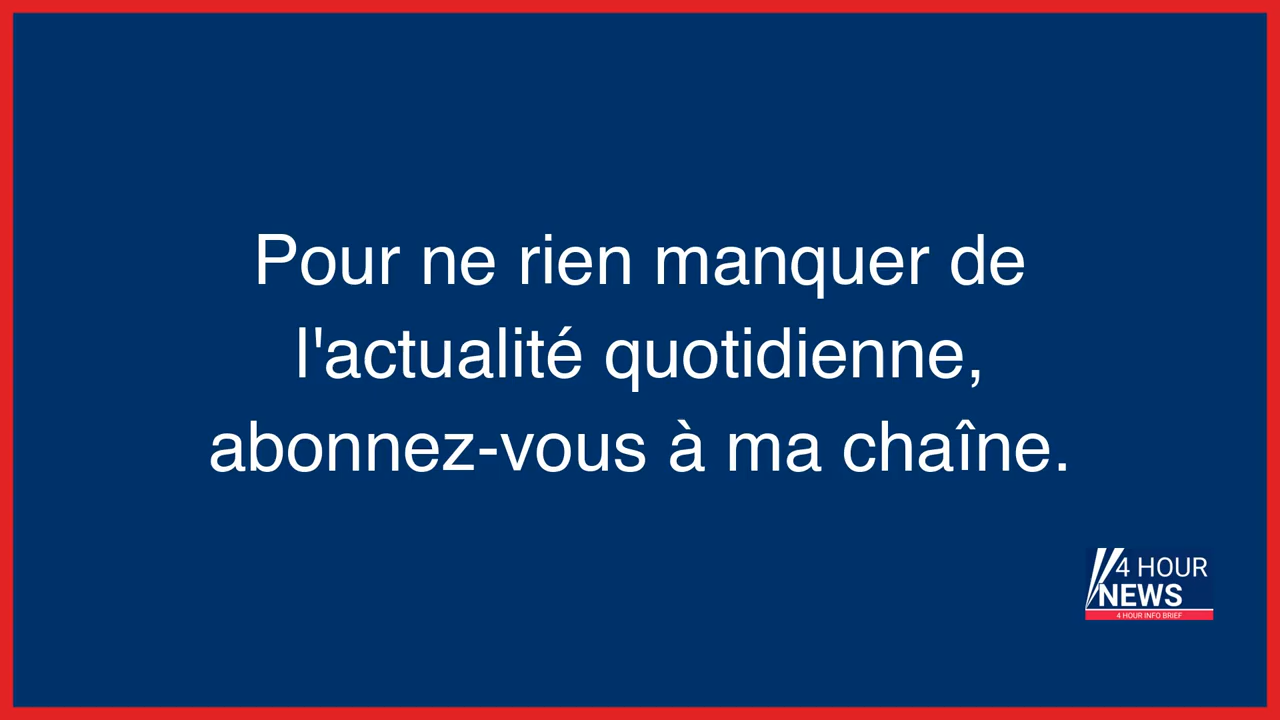 Pour ne rien manquer de
l'actualité quotidienne,
abonnez-vous à ma chaîne.
4 HOUR
NEWS
4 HOUR INFO BRIEF